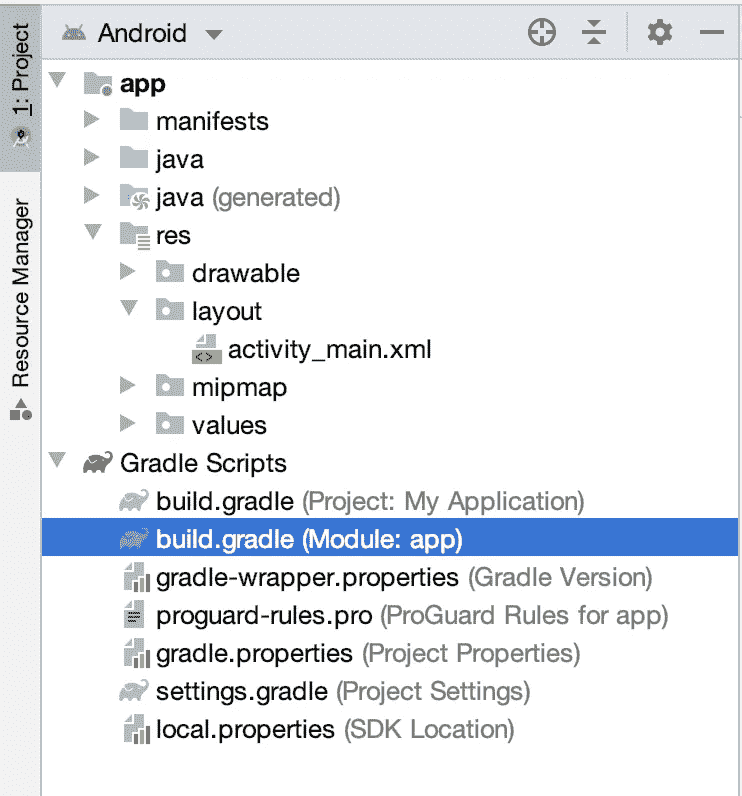 Android
1: Project
Resource Manager
app
manifests
java
java (generated)
res
drawable
layout
activity_main.xml
mipmap
values
Gradle Scripts
build.gradle (Project: My Application)
build.gradle (Module: app)
gradle-wrapper.properties (Gradle Version)
proguard-rules.pro (ProGuard Rules for app)
gradle.properties (Project Properties)
settings.gradle (Project Settings)
local.properties (SDK Location)